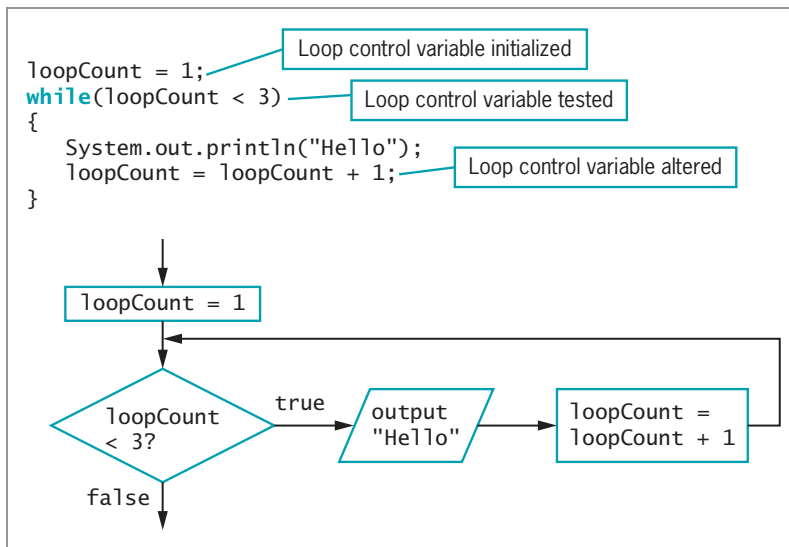 Loop control variable initialized
loopCount = 1;
while(loopCount < 3)
Loop control variable tested
{
System.out.println("Hello");
loopCount = loopCount + 1;
Loop control variable altered
}
loopCount = 1
loopCount
< 3?
true
output
"Hello"
loopCount =
loopCount + 1
false